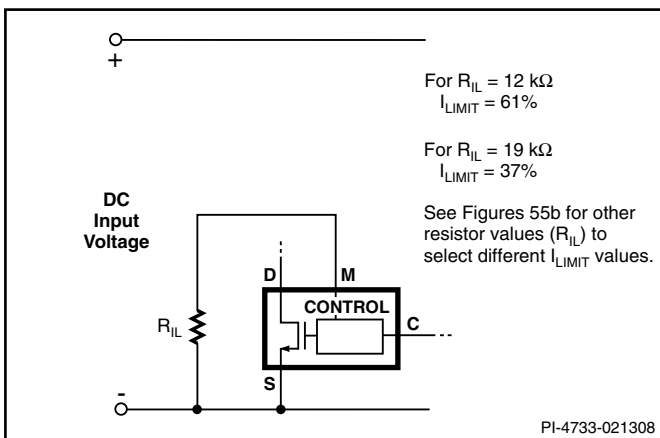 +
For R_IL = 12 kΩ
I_LIMIT = 61%
For R_IL = 19 kΩ
I_LIMIT = 37%
See Figures 55b for other
resistor values (R_IL) to
select different I_LIMIT values.
DC
Input
Voltage
D
M
CONTROL
C
R_IL
S
-
PI-4733-021308